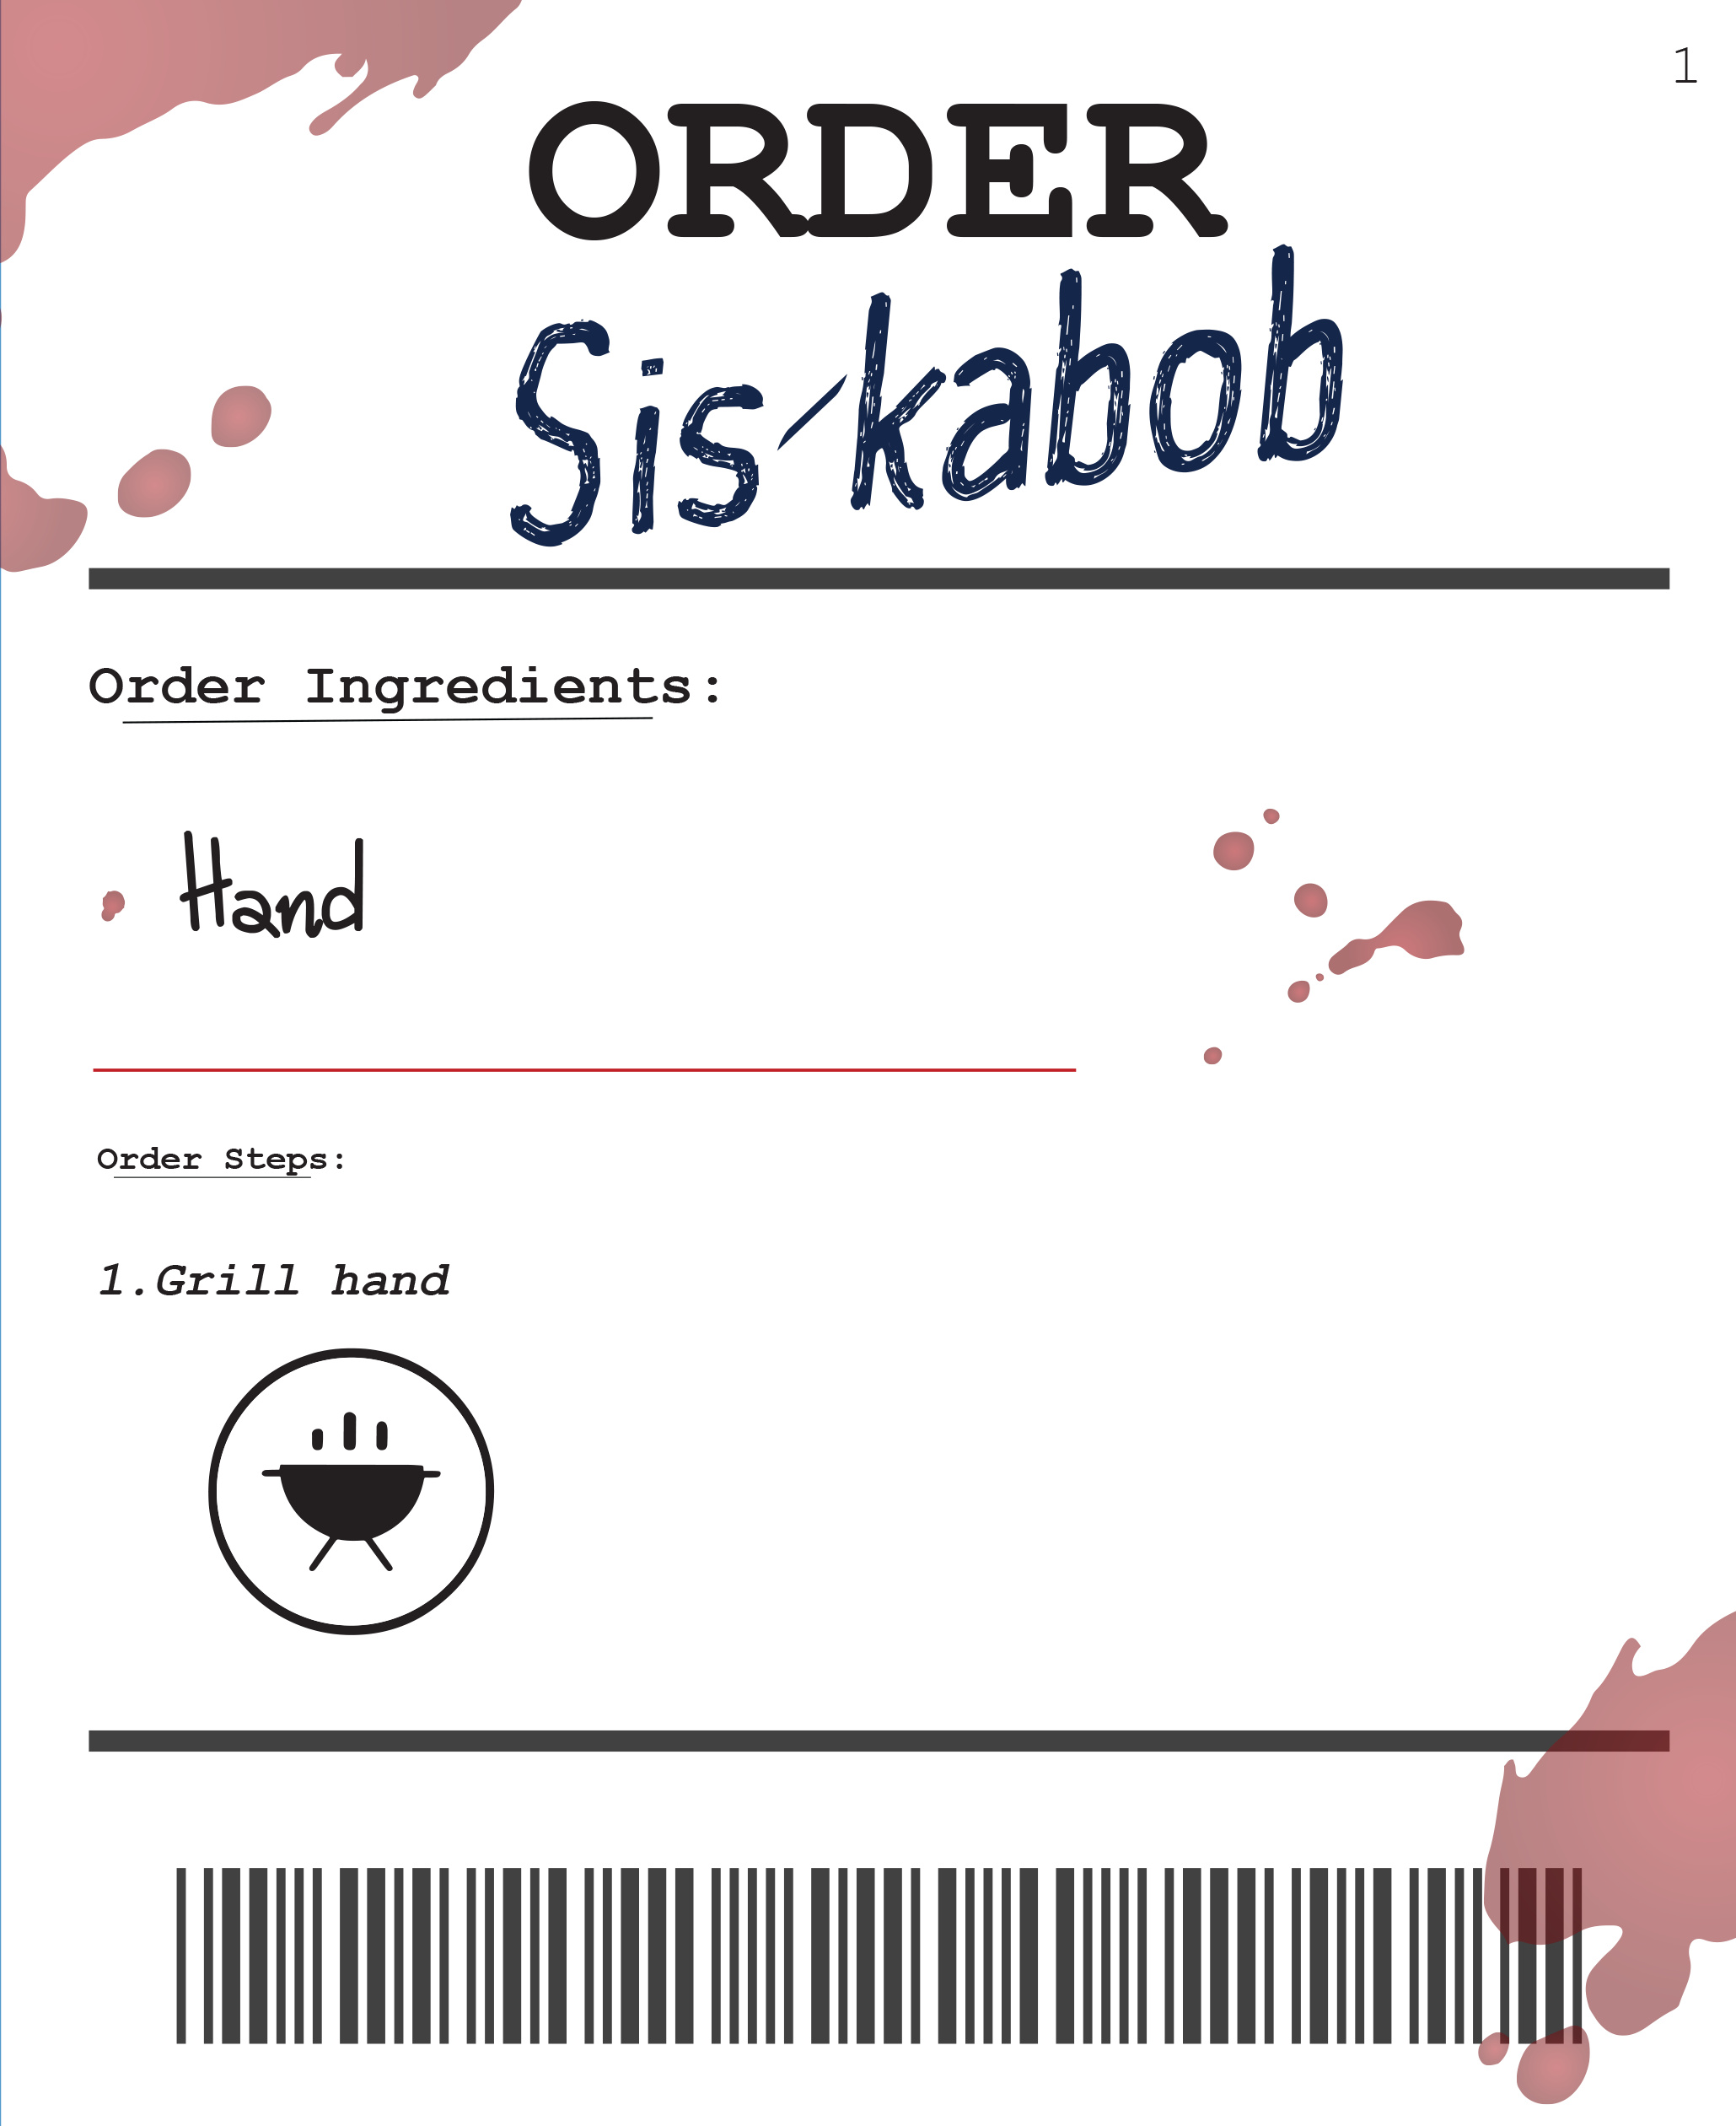 1
ORDER
Sis-kabob
Order Ingredients:
Hand
Order Steps:
1.Grill hand